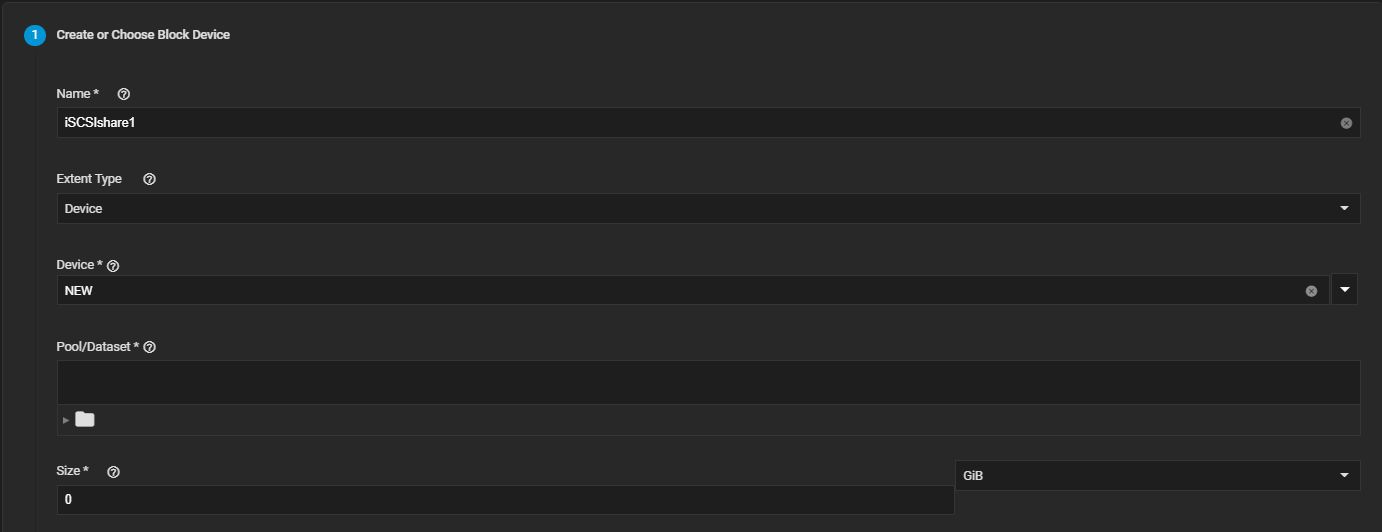 1 Create or Choose Block Device
Name *
iSCSIshare1
Extent Type
Device
Device *
NEW
Pool/Dataset *
Size *
0
GiB